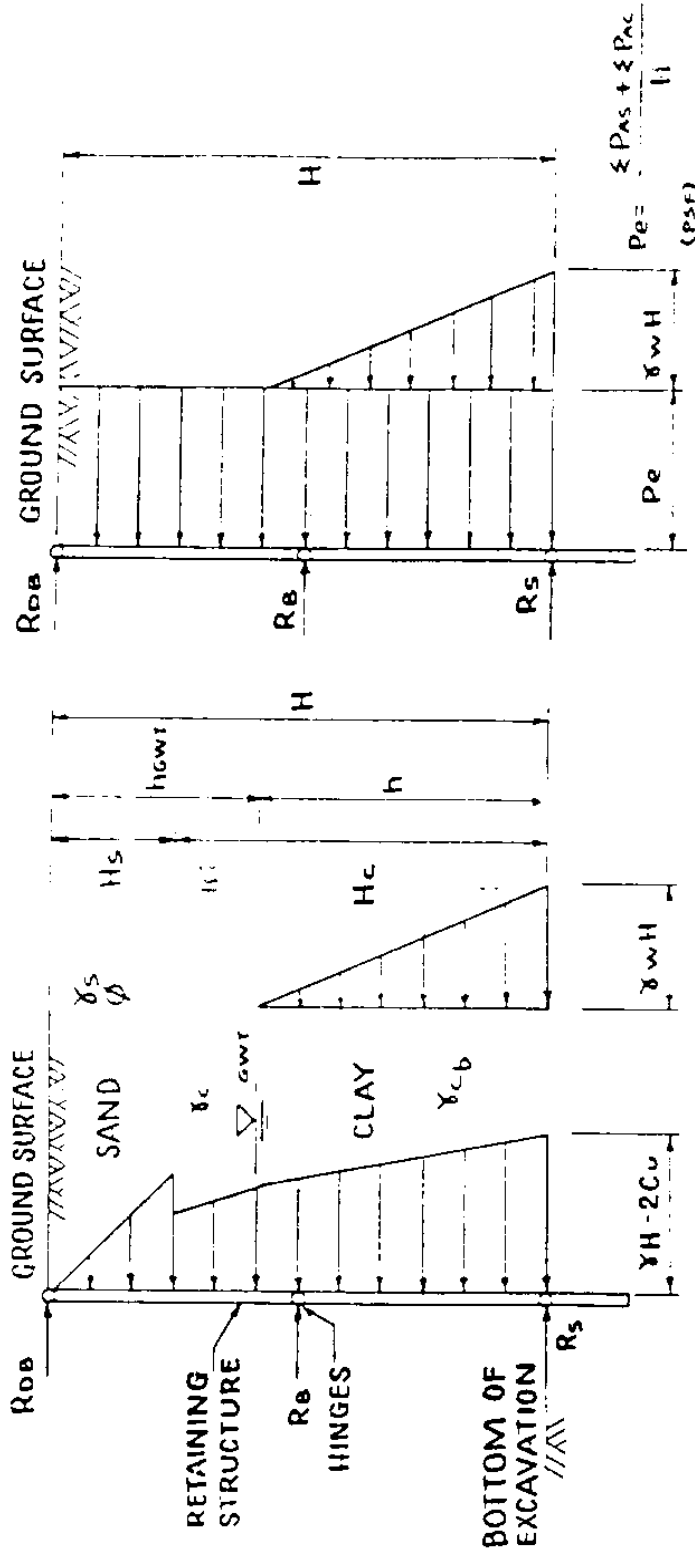 GROUND SURFACE
RDB
SAND
γs
φ
γc
GWT
CLAY
γcb
RETAINING
STRUCTURE
RB
HINGES
BOTTOM OF
EXCAVATION
RS
γH-2Cu
γwH
Hs
Hc
hGWT
h
H
GROUND SURFACE
RDB
RB
RS
H
Pe
γwH
Pe = ΣPAS + ΣPAC
(PSF)